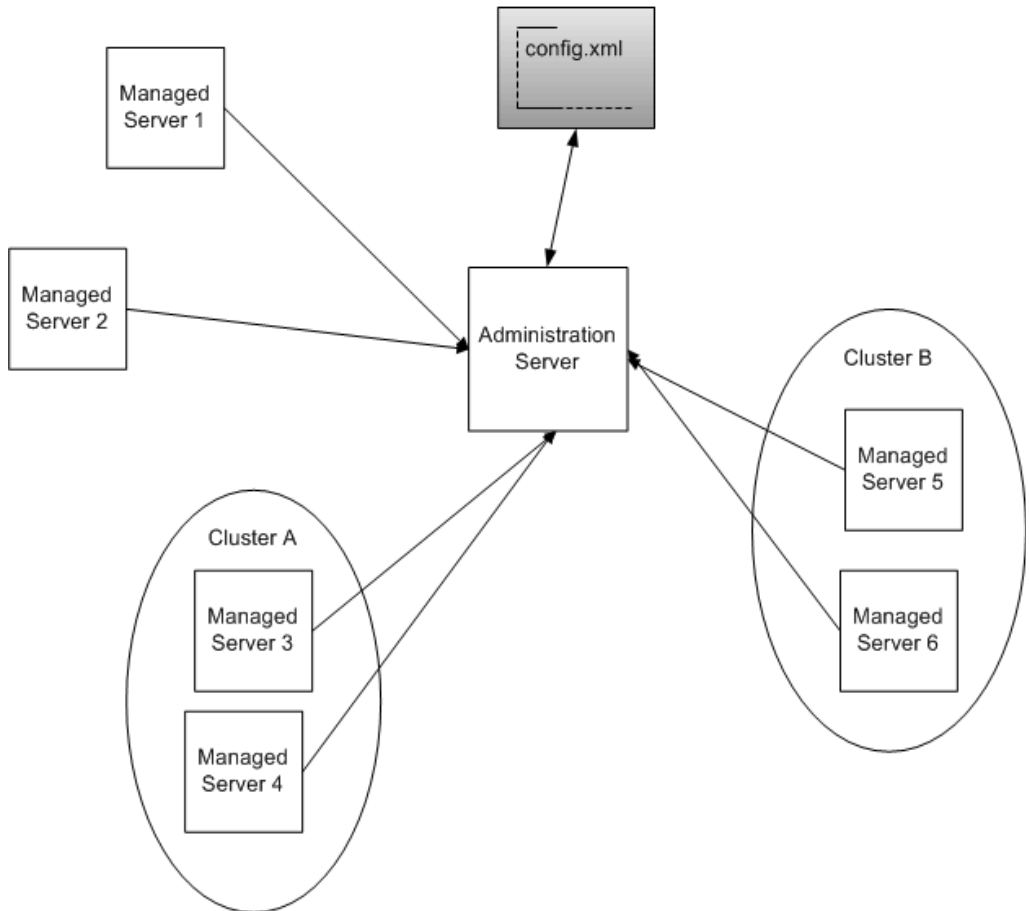 config.xml
Managed
Server 1
Managed
Server 2
Administration
Server
Cluster B
Managed
Server 5
Cluster A
Managed
Server 3
Managed
Server 6
Managed
Server 4